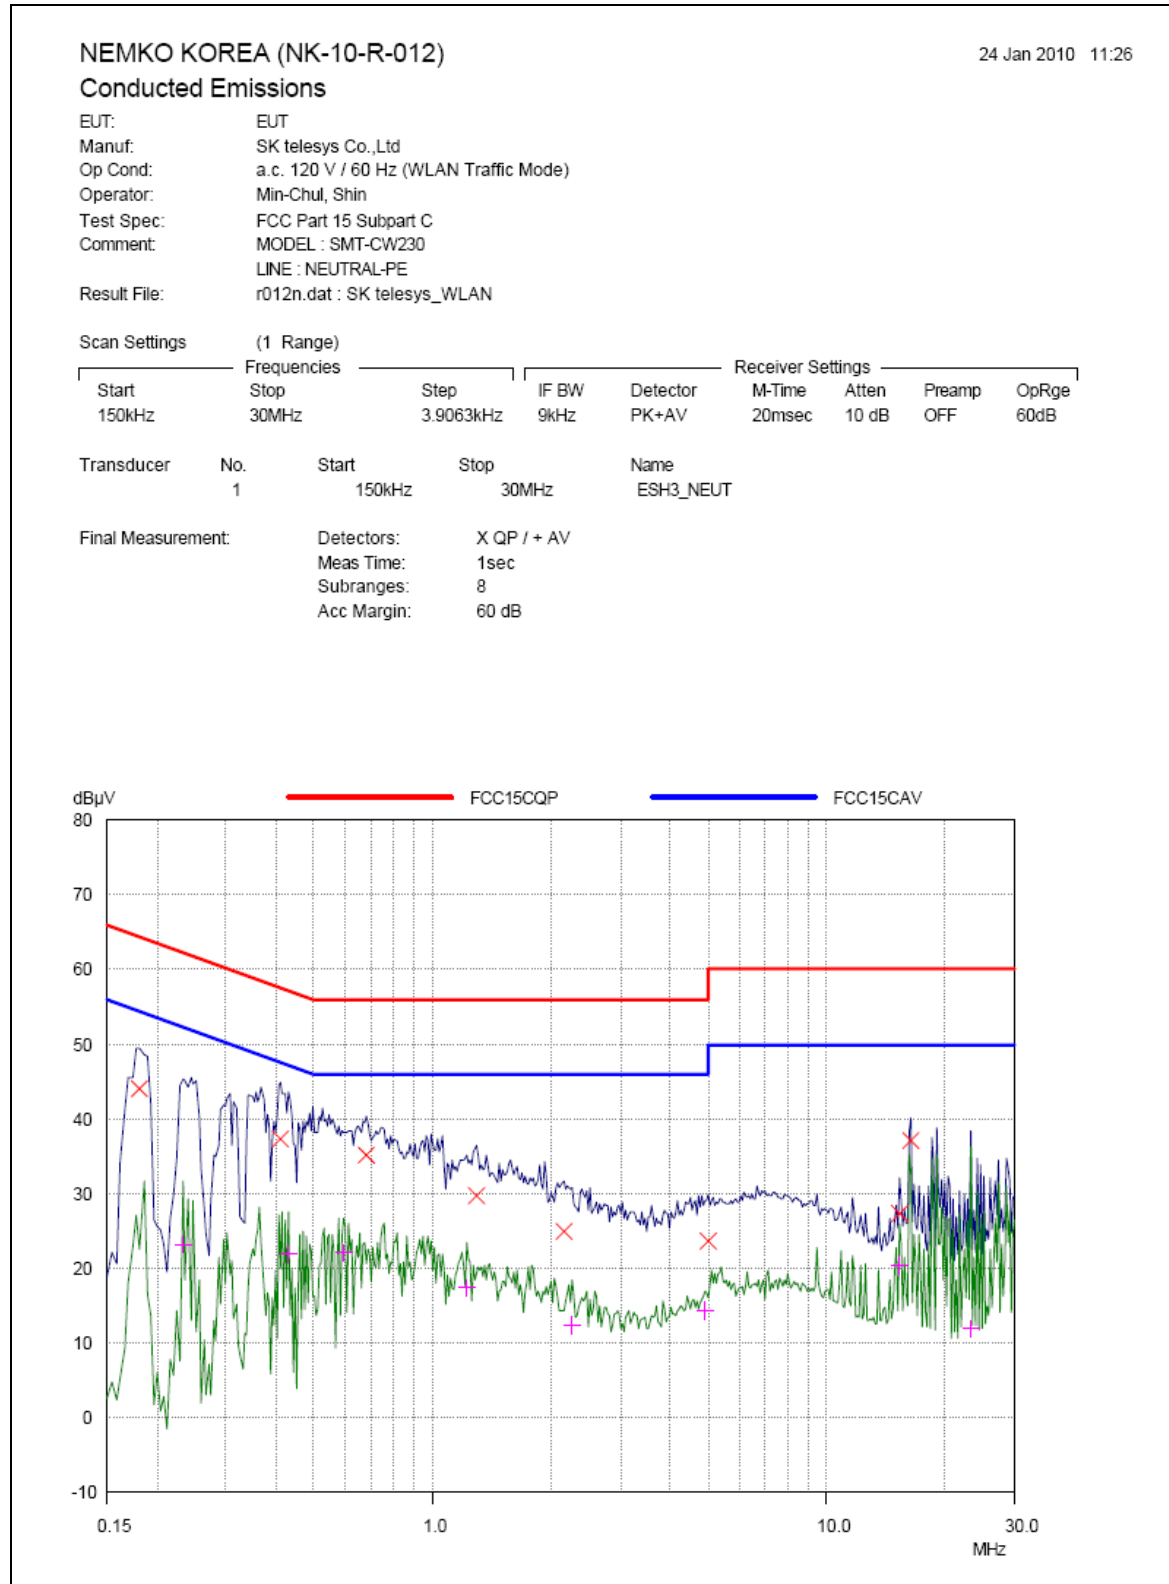 NEMKO KOREA (NK-10-R-012) 24 Jan 2010 11:26
Conducted Emissions
EUT: EUT
Manuf: SK telesys Co.,Ltd
Op Cond: a.c. 120 V / 60 Hz (WLAN Traffic Mode)
Operator: Min-Chul, Shin
Test Spec: FCC Part 15 Subpart C
Comment: MODEL : SMT-CW230
LINE : NEUTRAL-PE
Result File: r012n.dat : SK telesys_WLAN
Scan Settings (1 Range)
Frequencies Receiver Settings
Start Stop Step IF BW Detector M-Time Atten Preamp OpRge
150kHz 30MHz 3.9063kHz 9kHz PK+AV 20msec 10 dB OFF 60dB
Transducer No. Start Stop Name
1 150kHz 30MHz ESH3_NEUT
Final Measurement: Detectors: X QP / + AV
Meas Time: 1sec
Subranges: 8
Acc Margin: 60 dB
dBµV FCC15CQP FCC15CAV
80
70
60
50
40
30
20
10
0
-10
0.15 1.0 10.0 30.0
MHz